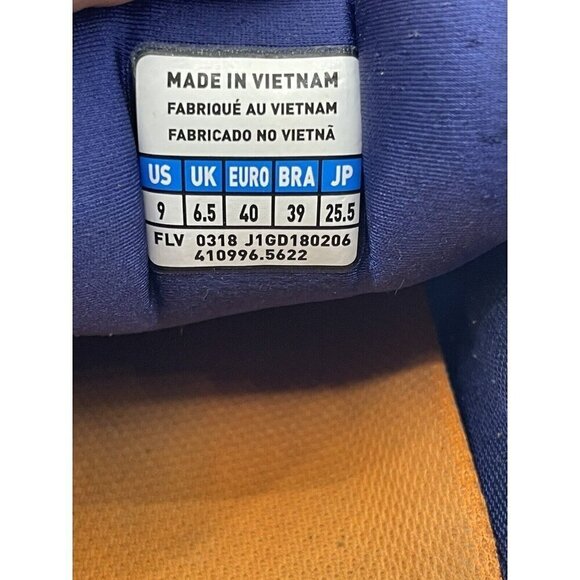 MADE IN VIETNAM
FABRIQUÉ AU VIETNAM
FABRICADO NO VIETNÃ
US UK EURO BRA JP
9 6.5 40 39 25.5
FLV 0318 J1GD180206
410996.5622